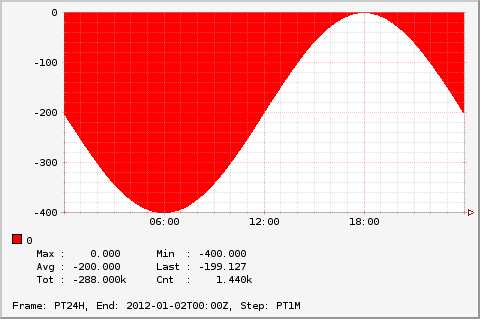 0
-100
-200
-300
-400
06:00 12:00 18:00
0
Max : 0.000 Min : -400.000
Avg : -200.000 Last : -199.127
Tot : -288.000k Cnt : 1.440k
Frame: PT24H, End: 2012-01-02T00:00Z, Step: PT1M